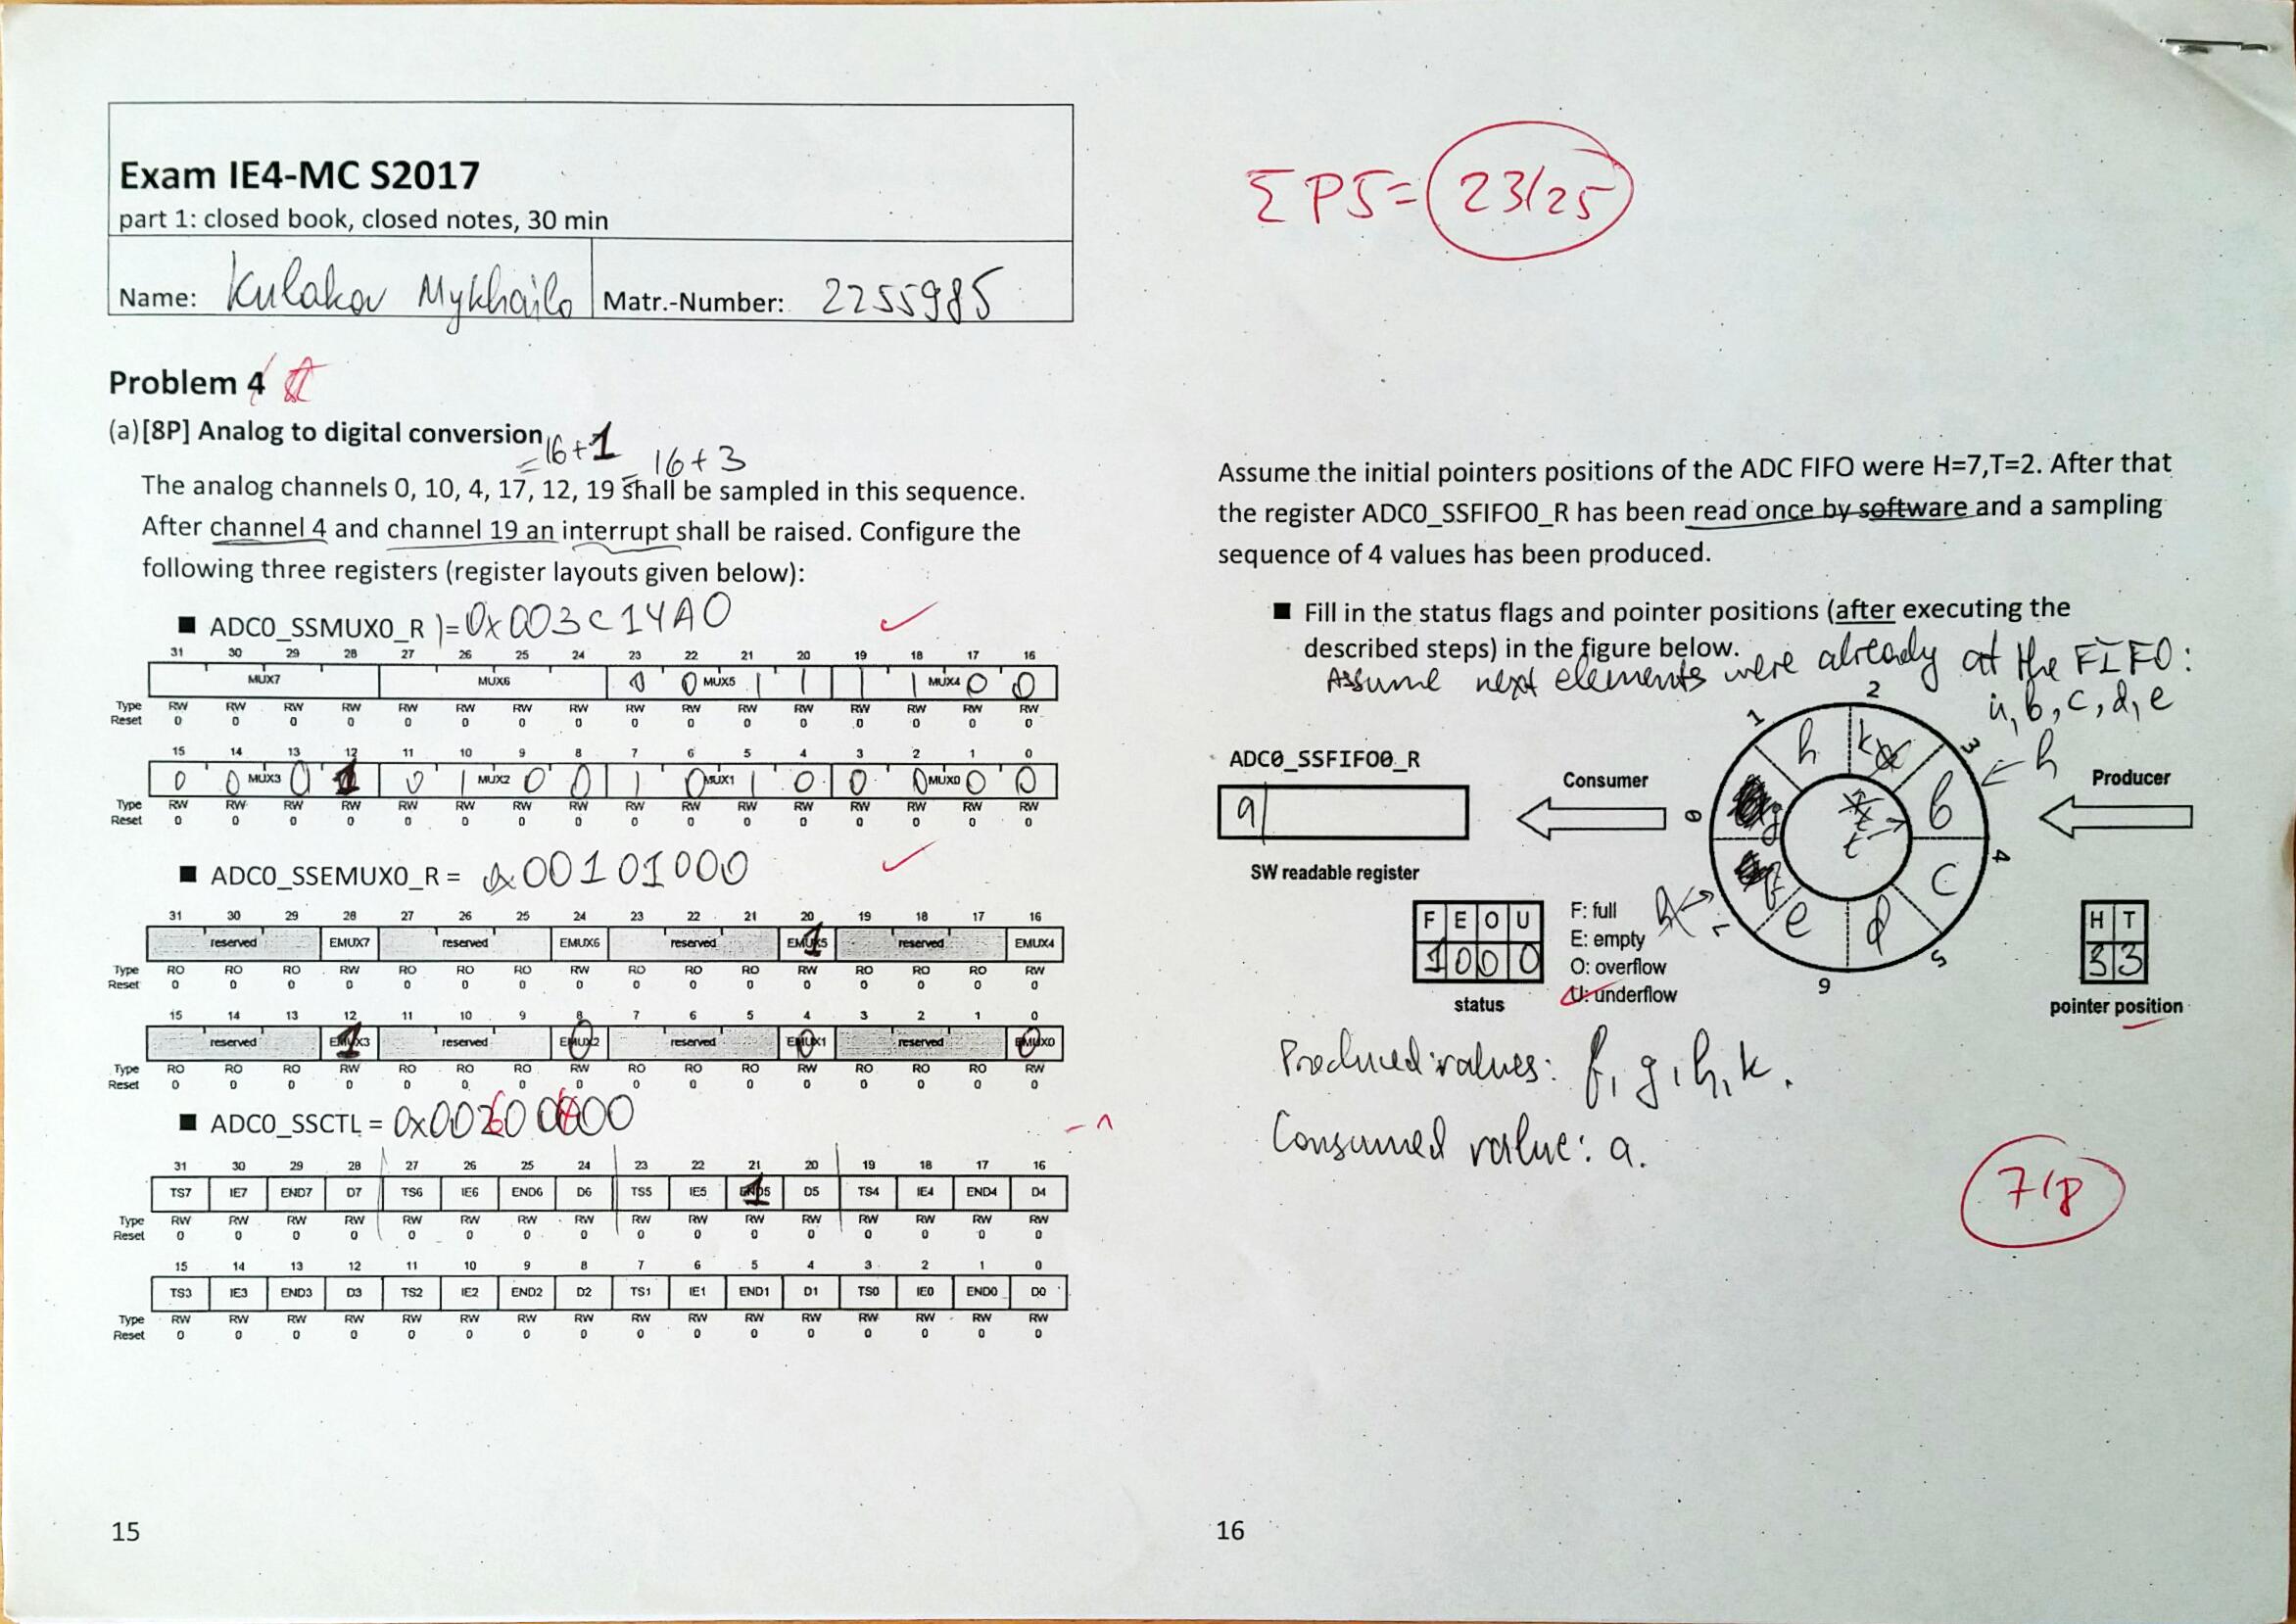 Exam IE4-MC S2017
part 1: closed book, closed notes, 30 min
Name: Kulakov Mykhailo Matr.-Number: 2255985
Problem 4
(a)[8P] Analog to digital conversion
=16+1 =16+3
The analog channels 0, 10, 4, 17, 12, 19 shall be sampled in this sequence.
After channel 4 and channel 19 an interrupt shall be raised. Configure the
following three registers (register layouts given below):
■ ADC0_SSMUX0_R )=0x003C14A0
31 30 29 28 27 26 25 24 23 22 21 20 19 18 17 16
MUX7 MUX6 0 0 MUX5 1 1 1 1 MUX4 0 0
Type RW RW RW RW RW RW RW RW RW RW RW RW RW RW RW RW
Reset 0 0 0 0 0 0 0 0 0 0 0 0 0 0 0 0
15 14 13 12 11 10 9 8 7 6 5 4 3 2 1 0
0 0 MUX3 0 1 0 1 MUX2 0 0 1 0 MUX1 1 0 0 0 MUX0 0 0
Type RW RW RW RW RW RW RW RW RW RW RW RW RW RW RW RW
Reset 0 0 0 0 0 0 0 0 0 0 0 0 0 0 0 0
■ ADC0_SSEMUX0_R = 0x00101000
31 30 29 28 27 26 25 24 23 22 21 20 19 18 17 16
reserved EMUX7 reserved EMUX6 reserved EMUX5 1 reserved EMUX4
Type RO RO RO RW RO RO RO RW RO RO RO RW RO RO RO RW
Reset 0 0 0 0 0 0 0 0 0 0 0 0 0 0 0 0
15 14 13 12 11 10 9 8 7 6 5 4 3 2 1 0
reserved EMUX3 1 reserved EMUX2 0 reserved EMUX1 0 reserved EMUX0 0
Type RO RO RO RW RO RO RO RW RO RO RO RW RO RO RO RW
Reset 0 0 0 0 0 0 0 0 0 0 0 0 0 0 0 0
■ ADC0_SSCTL = 0x00200000
6 4
-1
31 30 29 28 27 26 25 24 23 22 21 20 19 18 17 16
TS7 IE7 END7 D7 TS6 IE6 END6 D6 TS5 IE5 END5 1 D5 TS4 IE4 END4 D4
Type RW RW RW RW RW RW RW RW RW RW RW RW RW RW RW RW
Reset 0 0 0 0 0 0 0 0 0 0 0 0 0 0 0 0
15 14 13 12 11 10 9 8 7 6 5 4 3 2 1 0
TS3 IE3 END3 D3 TS2 IE2 END2 D2 TS1 IE1 END1 D1 TS0 IE0 END0 D0
Type RW RW RW RW RW RW RW RW RW RW RW RW RW RW RW RW
Reset 0 0 0 0 0 0 0 0 0 0 0 0 0 0 0 0
15
Σ P5= 23/25
Assume the initial pointers positions of the ADC FIFO were H=7,T=2. After that
the register ADC0_SSFIFO0_R has been read once by software and a sampling
sequence of 4 values has been produced.
■ Fill in the status flags and pointer positions (after executing the
described steps) in the figure below.
Assume next elements were already at the FIFO:
a, b, c, d, e
ADC0_SSFIFO0_R
a
SW readable register
Consumer
Producer
0 1 2 3 4 5 6 7
g h k b c d e f
h
t
F E O U
1 0 0 0
status
F: full
E: empty
O: overflow
U: underflow
H T
3 3
pointer position
Produced values: f, g, h, k.
Consumed value: a.
7/8
16